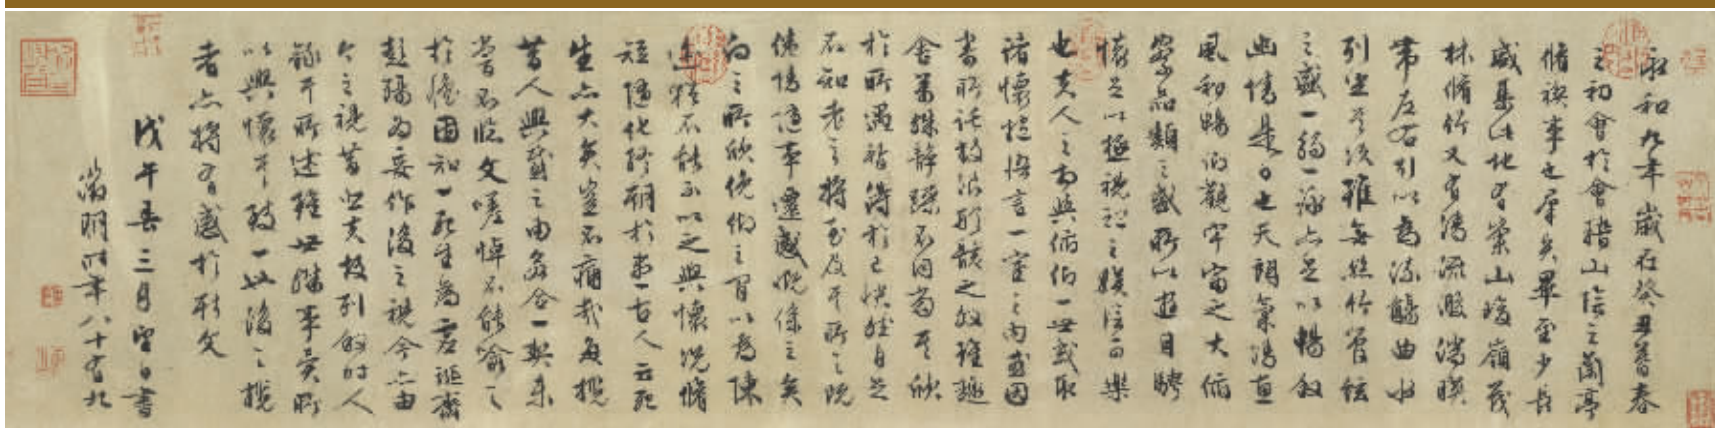 永和九年歲在癸丑暮春
之初會於會稽山陰之蘭亭
脩禊事也羣賢畢至少長
咸集此地有崇山峻嶺茂
林脩竹又有清流激湍暎
帶左右引以為流觴曲水
列坐其次雖無絲竹管絃
之盛一觴一詠亦足以暢叙
幽情是日也天朗氣清惠
風和暢仰觀宇宙之大俯
察品類之盛所以遊目騁
懷足以極視聽之娛信可樂
也夫人之相與俯仰一世或取
諸懷抱悟言一室之內或因
寄所託放浪形骸之外雖趣
舍萬殊靜躁不同當其欣
於所遇暫得於己快然自足
不知老之將至及其所之既
倦情隨事遷感慨係之矣
向之所欣俛仰之間以為陳
迹猶不能不以之興懷況脩
短隨化終期於盡古人云死
生亦大矣豈不痛哉每攬
昔人興感之由若合一契未
嘗不臨文嗟悼不能喻之
於懷固知一死生為虛誕齊
彭殤為妄作後之視今亦由
今之視昔悲夫故列叙時人
錄其所述雖世殊事異所
以興懷其致一也後之攬
者亦將有感於斯文
戊午春三月望日書
徵明時年八十有九